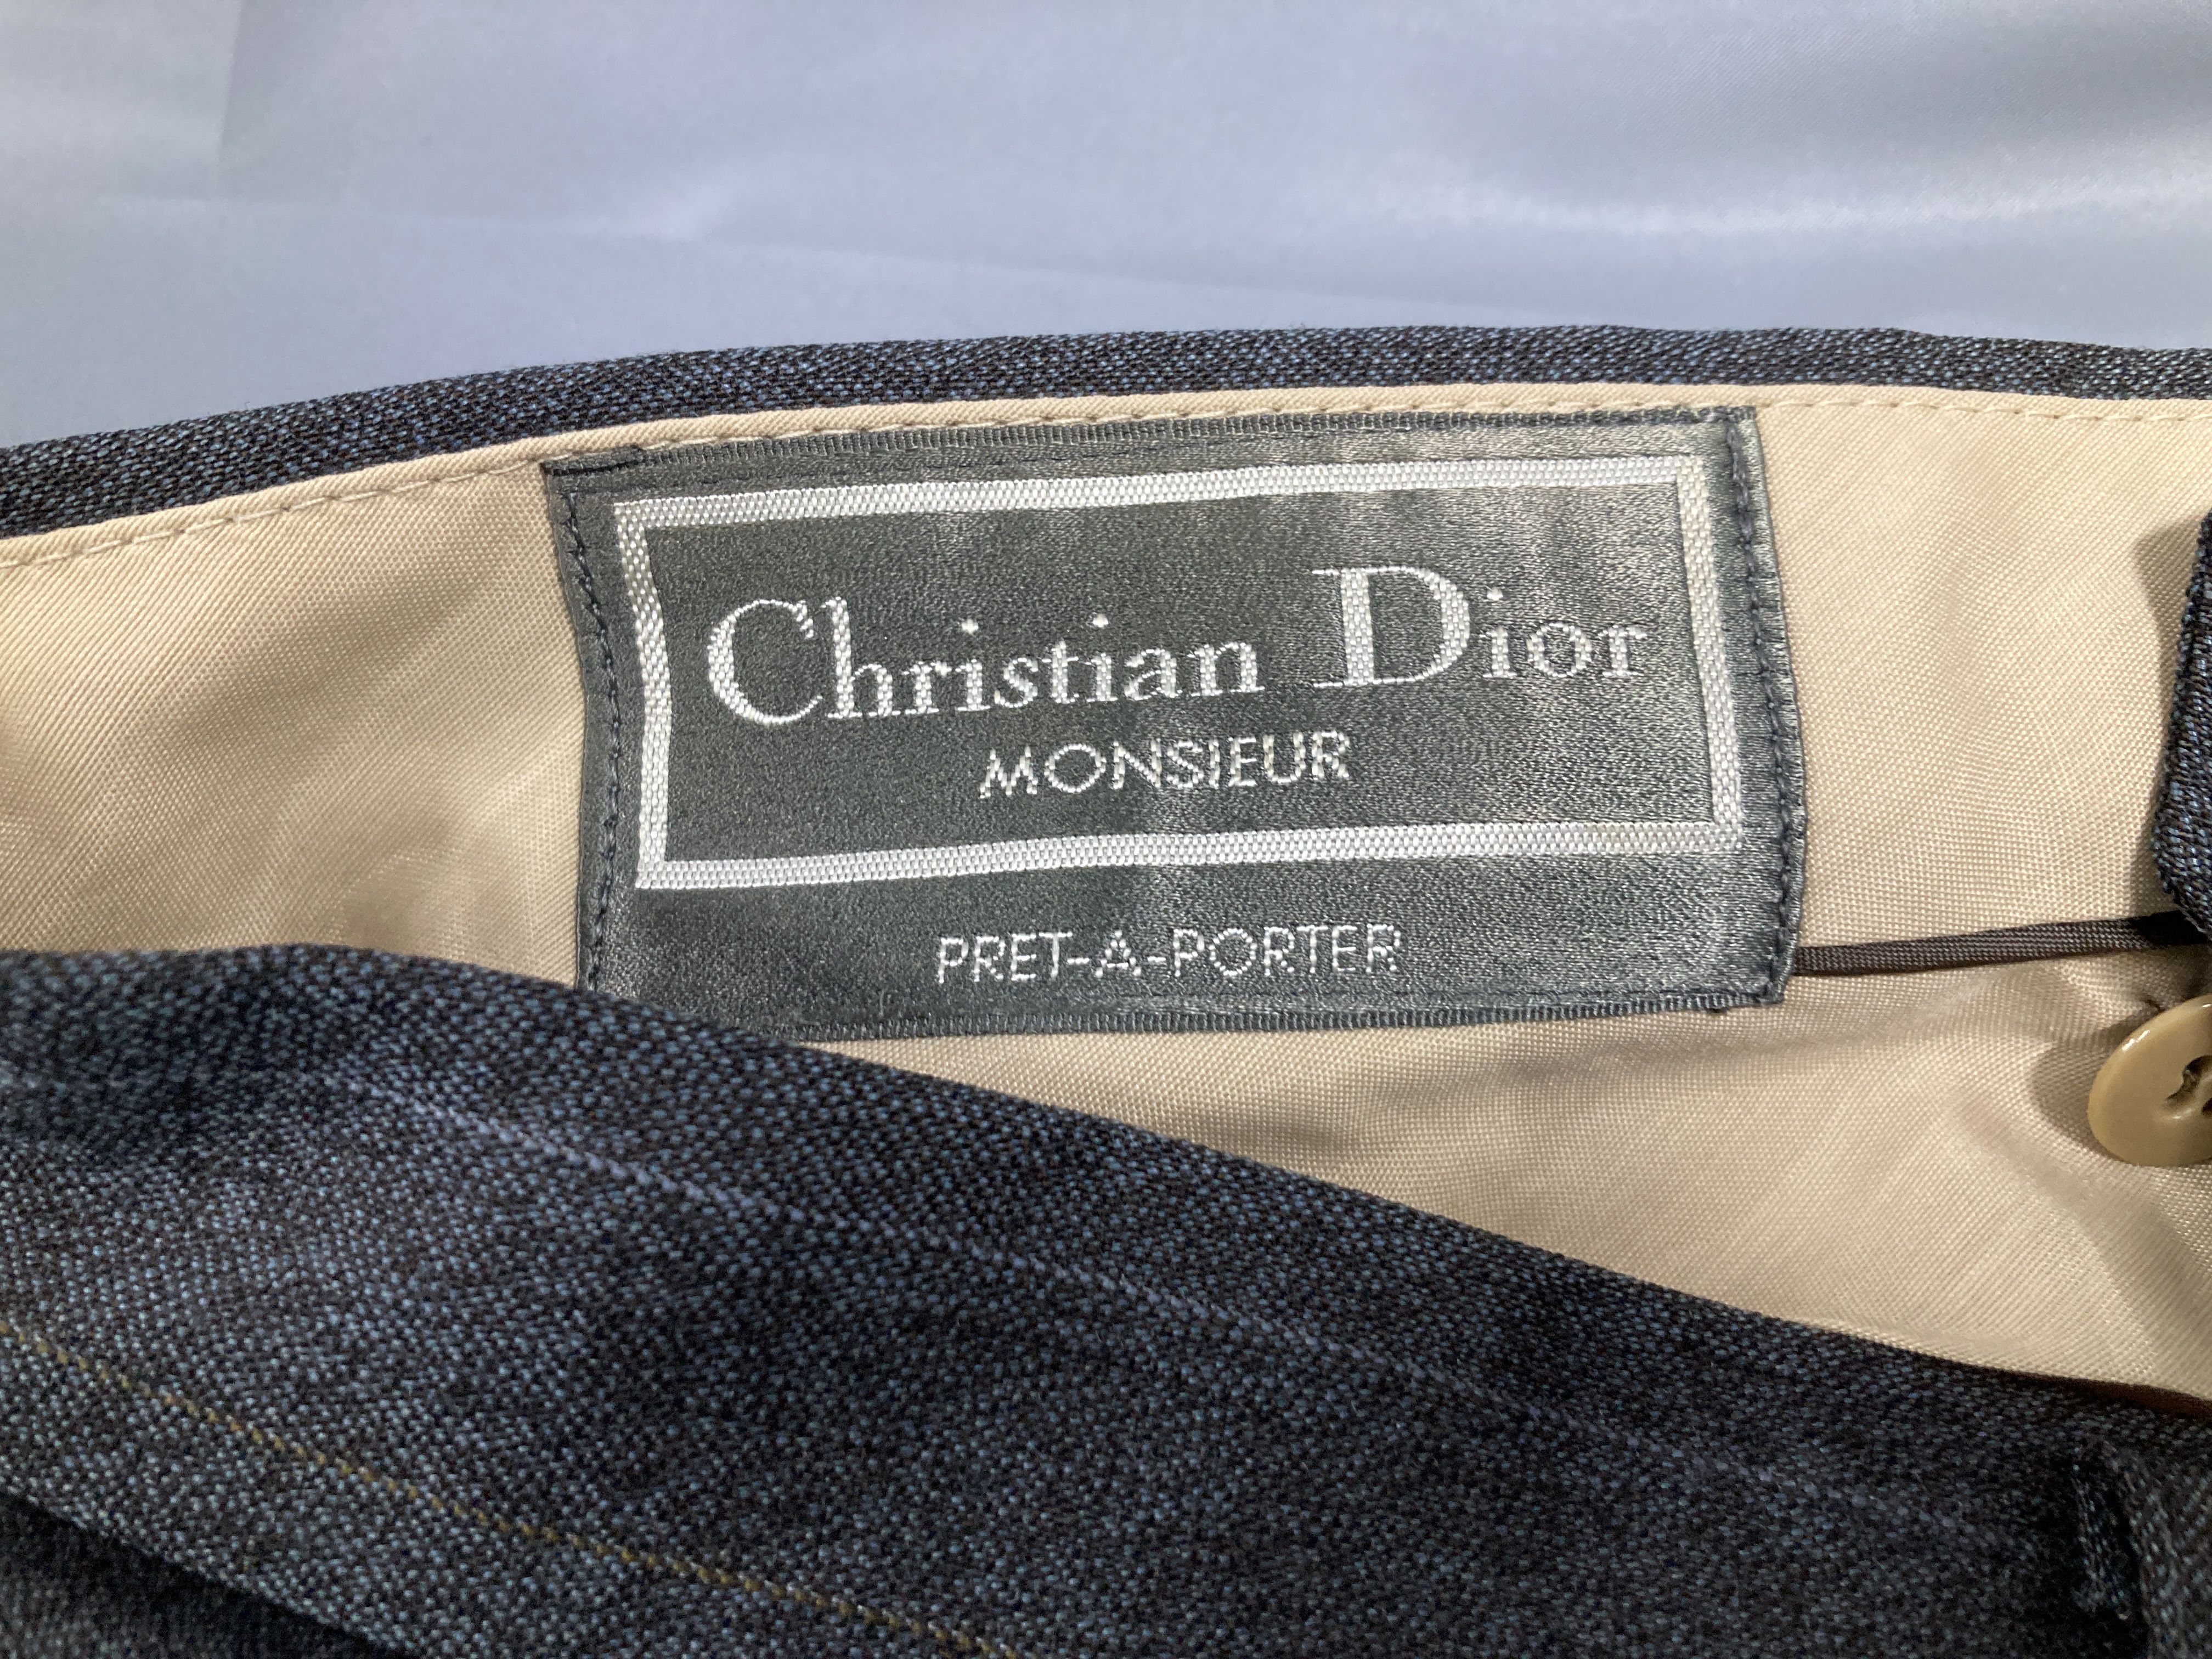 Christian Dior
MONSIEUR
PRET-A-PORTER